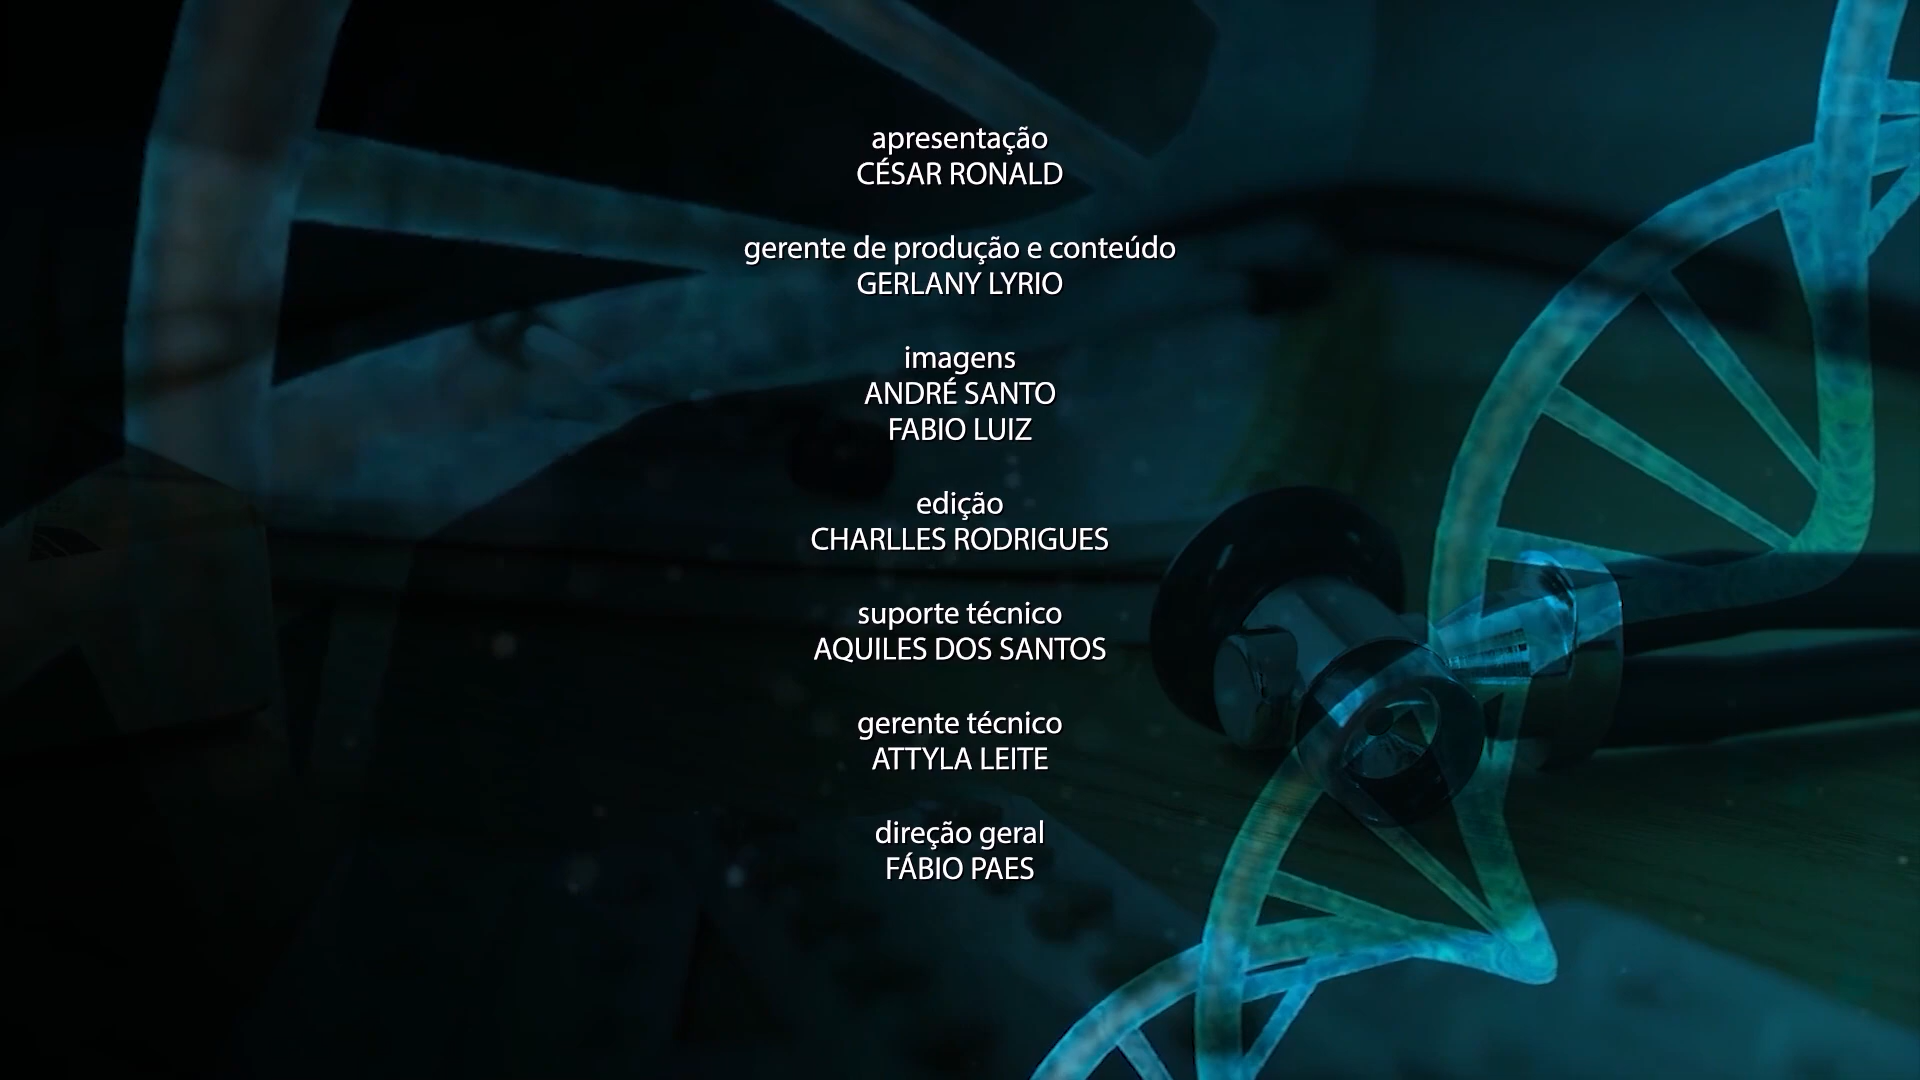 apresentação
CÉSAR RONALD
gerente de produção e conteúdo
GERLANY LYRIO
imagens
ANDRÉ SANTO
FABIO LUIZ
edição
CHARLLES RODRIGUES
suporte técnico
AQUILES DOS SANTOS
gerente técnico
ATTYLA LEITE
direção geral
FÁBIO PAES